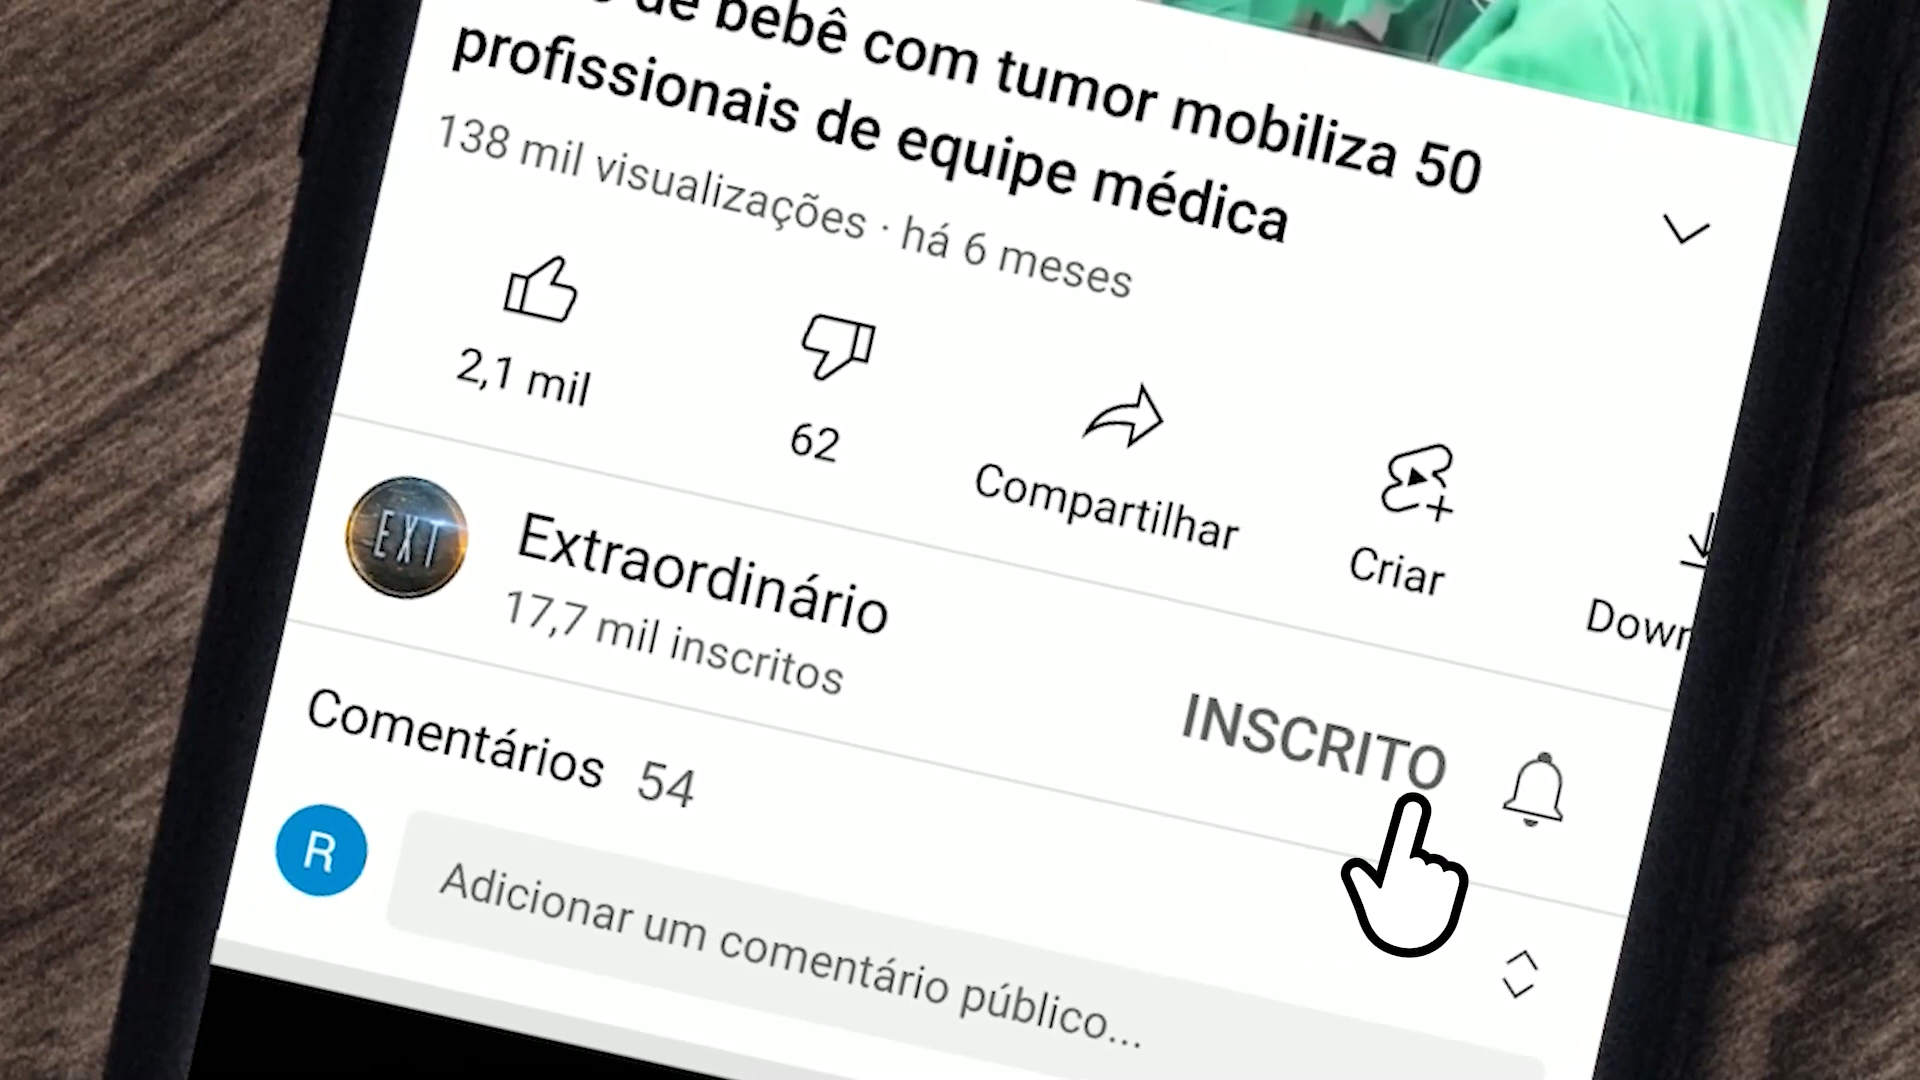 de bebê com tumor mobiliza 50
profissionais de equipe médica
138 mil visualizações · há 6 meses
2,1 mil
62
Compartilhar
Criar
Down
EXT
Extraordinário
17,7 mil inscritos
INSCRITO
Comentários 54
R
Adicionar um comentário público...